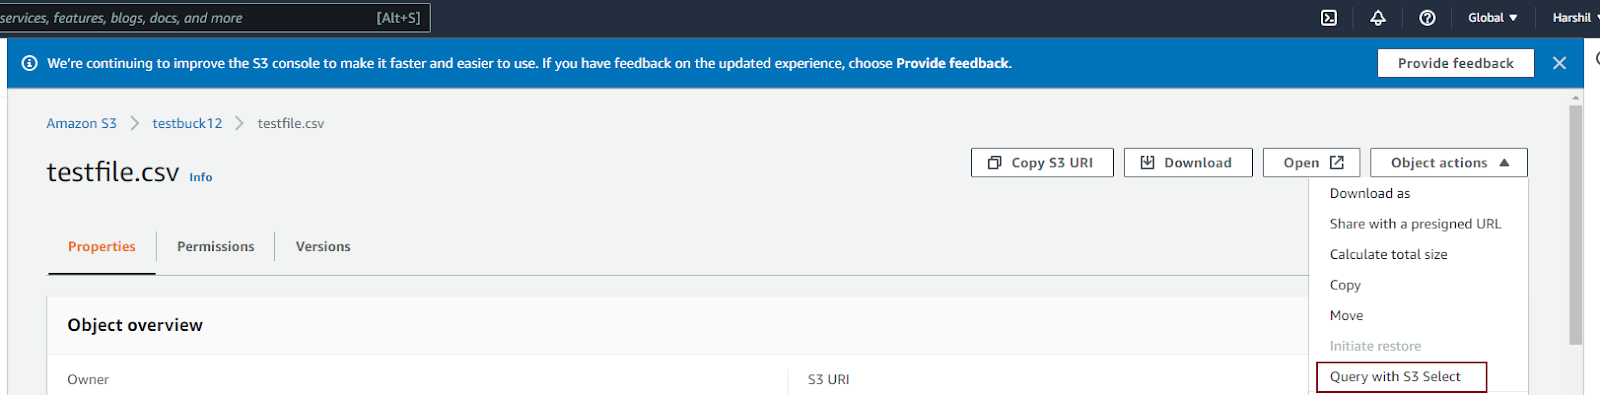 services, features, blogs, docs, and more [Alt+S] Global Harshil
We're continuing to improve the S3 console to make it faster and easier to use. If you have feedback on the updated experience, choose Provide feedback. Provide feedback
Amazon S3 testbuck12 testfile.csv
testfile.csv Info Copy S3 URI Download Open Object actions
Download as
Share with a presigned URL
Properties Permissions Versions
Calculate total size
Copy
Move
Object overview
Initiate restore
Query with S3 Select
Owner S3 URI